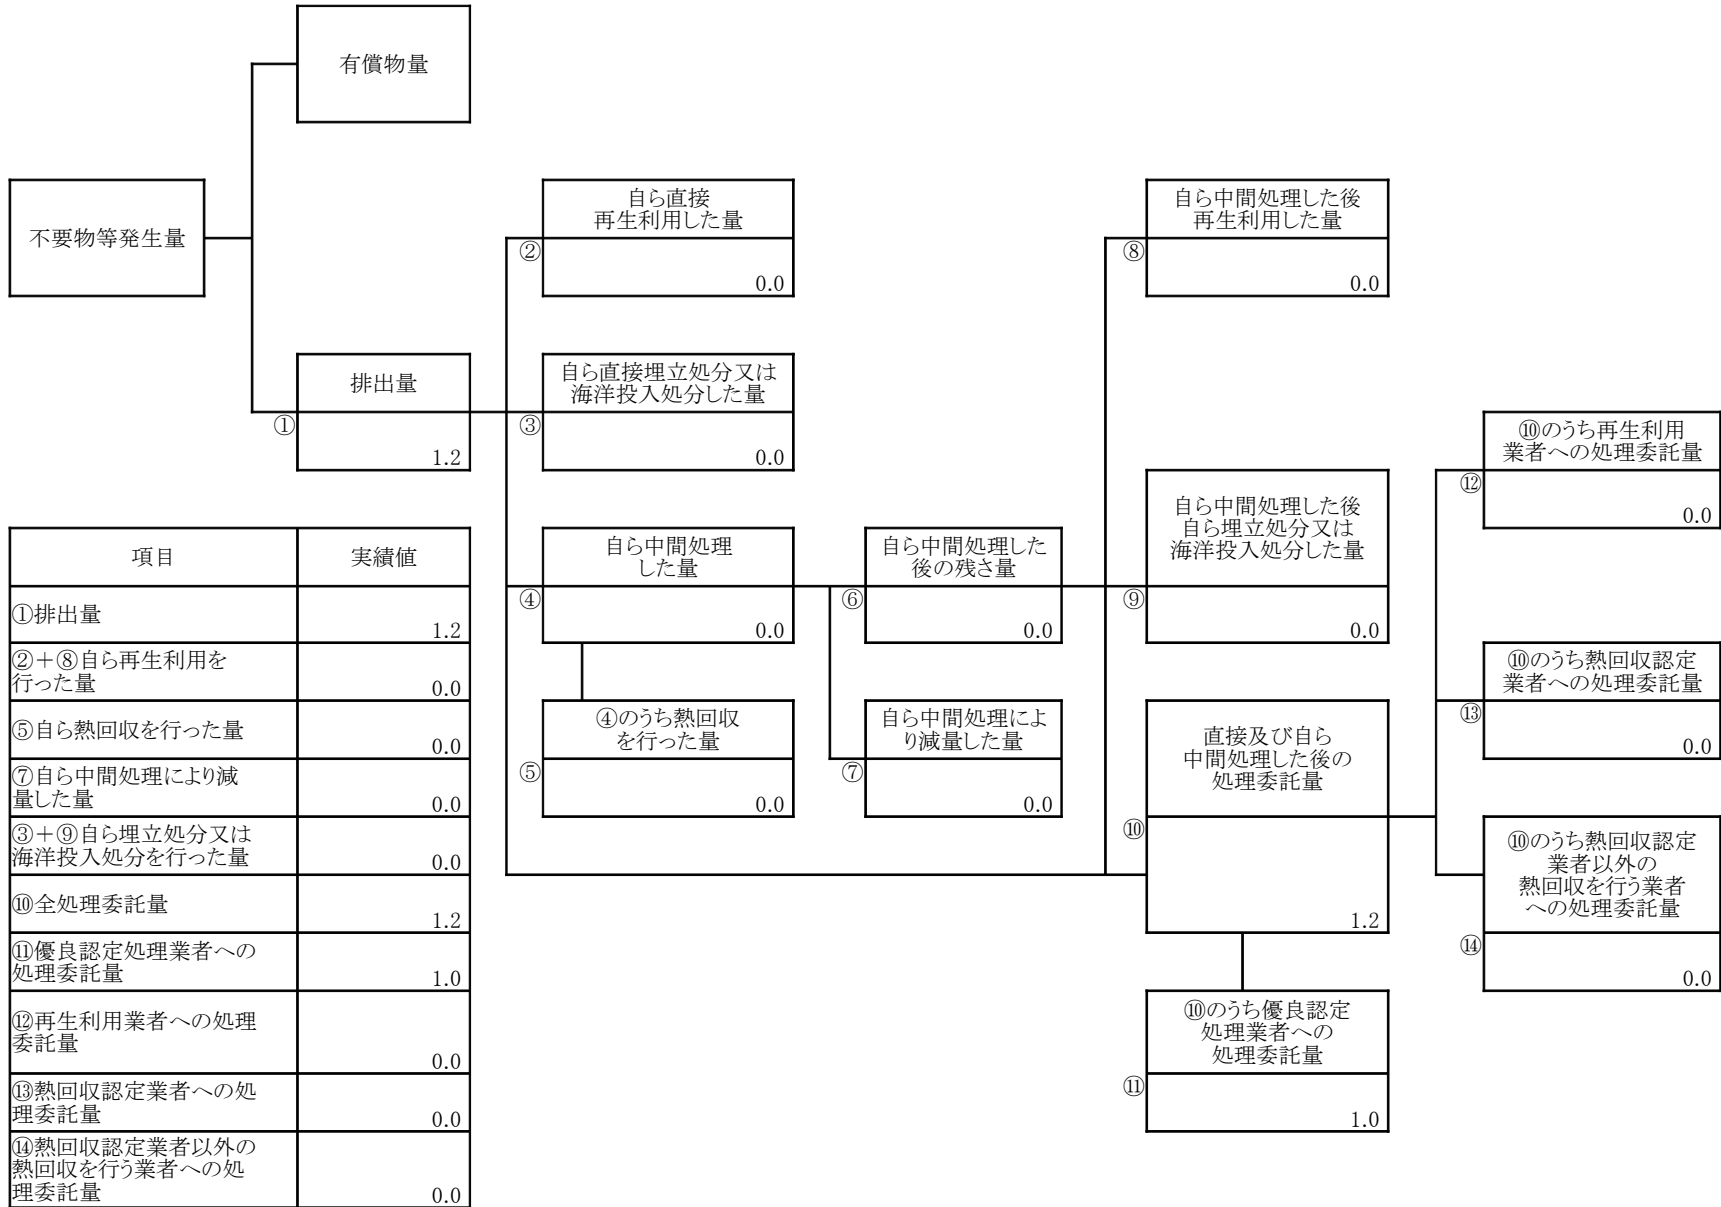 有償物量
不要物等発生量
排出量
①
1.2
自ら直接
再生利用した量
②
0.0
自ら直接埋立処分又は
海洋投入処分した量
③
0.0
自ら中間処理
した量
④
0.0
④のうち熱回収
を行った量
⑤
0.0
自ら中間処理した
後の残さ量
⑥
0.0
自ら中間処理によ
り減量した量
⑦
0.0
自ら中間処理した後
再生利用した量
⑧
0.0
自ら中間処理した後
自ら埋立処分又は
海洋投入処分した量
⑨
0.0
直接及び自ら
中間処理した後の
処理委託量
⑩
1.2
⑩のうち優良認定
処理業者への
処理委託量
⑪
1.0
⑩のうち再生利用
業者への処理委託量
⑫
0.0
⑩のうち熱回収認定
業者への処理委託量
⑬
0.0
⑩のうち熱回収認定
業者以外の
熱回収を行う業者
への処理委託量
⑭
0.0
項目 実績値
①排出量
1.2
②+⑧自ら再生利用を
行った量 0.0
⑤自ら熱回収を行った量
0.0
⑦自ら中間処理により減
量した量 0.0
③+⑨自ら埋立処分又は
海洋投入処分を行った量 0.0
⑩全処理委託量
1.2
⑪優良認定処理業者への
処理委託量 1.0
⑫再生利用業者への処理
委託量
0.0
⑬熱回収認定業者への処
理委託量 0.0
⑭熱回収認定業者以外の
熱回収を行う業者への処
理委託量 0.0